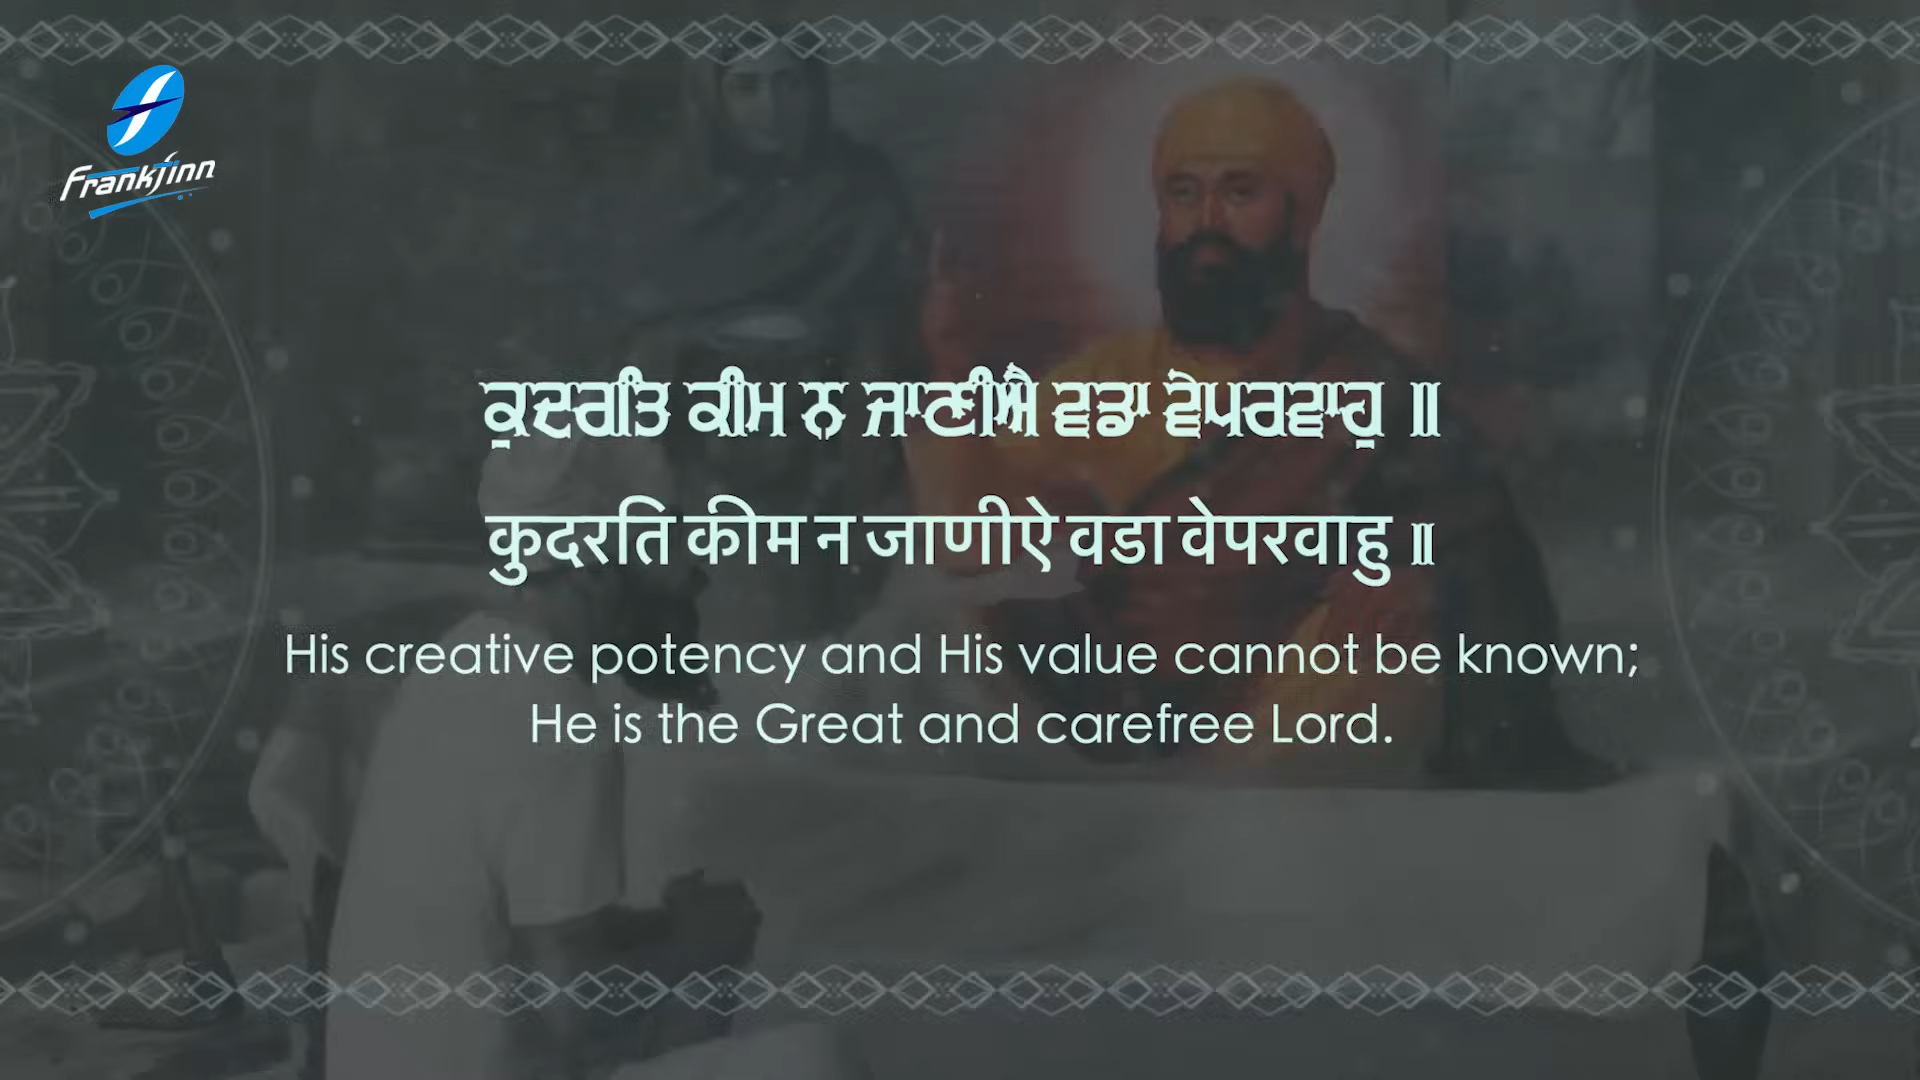 Frankfinn
ਕੁਦਰਤਿ ਕੀਮ ਨ ਜਾਣੀਐ ਵਡਾ ਵੇਪਰਵਾਹੁ ॥
कुदरति कीम न जाणीऐ वडा वेपरवाहु ॥
His creative potency and His value cannot be known;
He is the Great and carefree Lord.